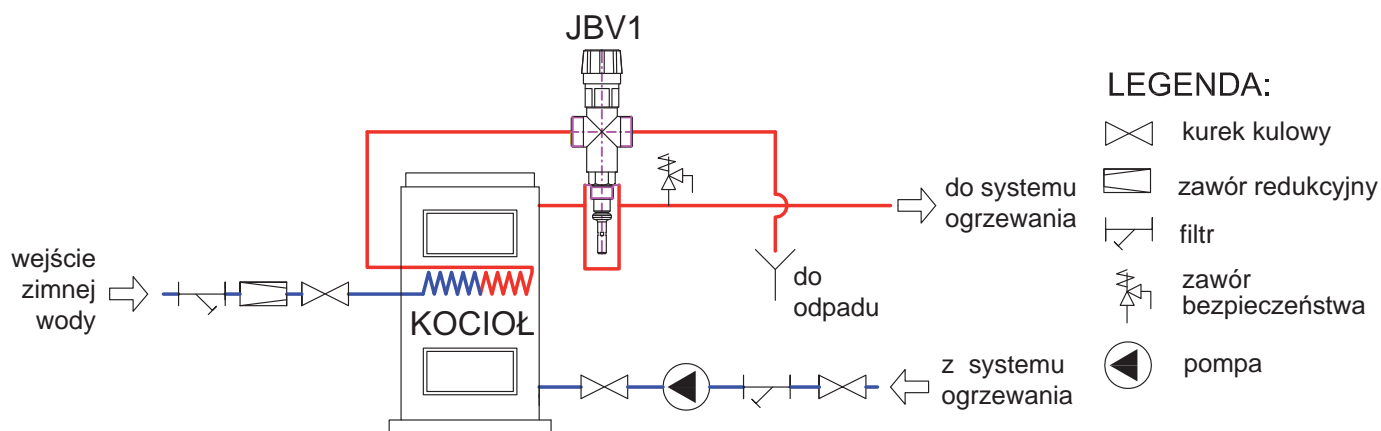 JBV1
wejście
zimnej
wody
KOCIOŁ
do systemu
ogrzewania
do
odpadu
z systemu
ogrzewania
LEGENDA:
kurek kulowy
zawór redukcyjny
filtr
zawór
bezpieczeństwa
pompa